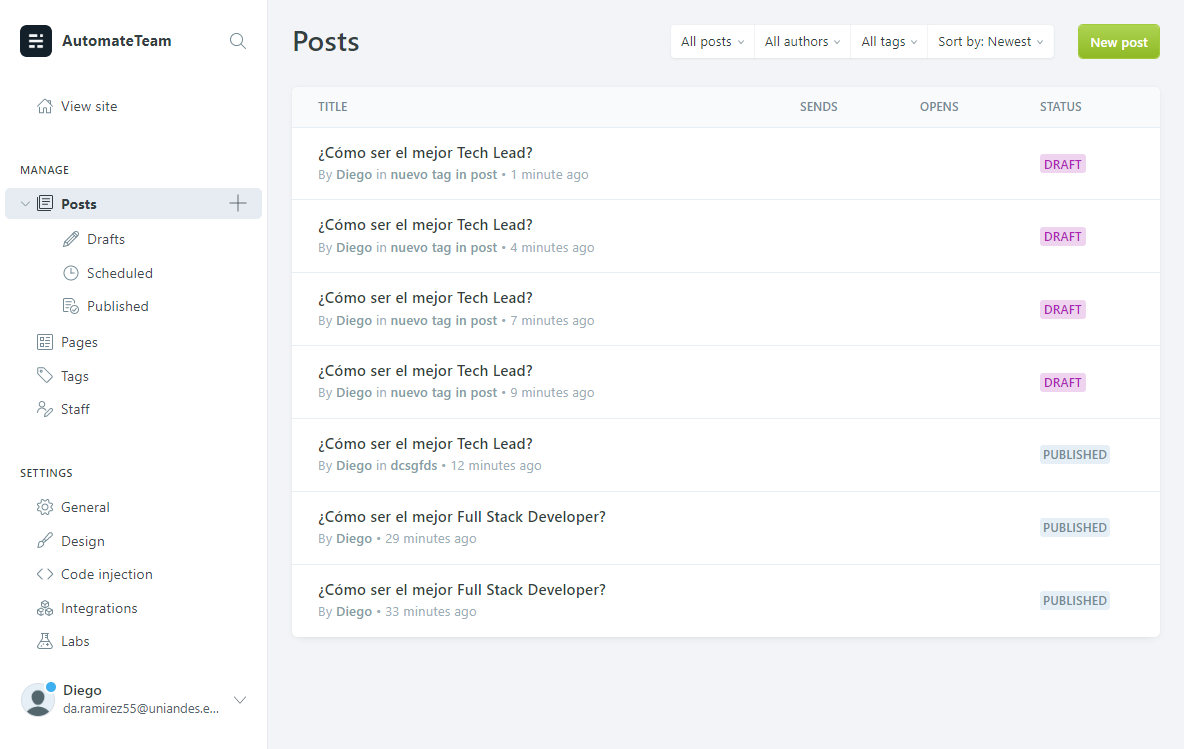 AutomateTeam
View site
MANAGE
Posts
Drafts
Scheduled
Published
Pages
Tags
Staff
SETTINGS
General
Design
Code injection
Integrations
Labs
Diego
da.ramirez55@uniandes.e...
Posts
All posts
All authors
All tags
Sort by: Newest
New post
TITLE SENDS OPENS STATUS
¿Cómo ser el mejor Tech Lead?
By Diego in nuevo tag in post • 1 minute ago
DRAFT
¿Cómo ser el mejor Tech Lead?
By Diego in nuevo tag in post • 4 minutes ago
DRAFT
¿Cómo ser el mejor Tech Lead?
By Diego in nuevo tag in post • 7 minutes ago
DRAFT
¿Cómo ser el mejor Tech Lead?
By Diego in nuevo tag in post • 9 minutes ago
DRAFT
¿Cómo ser el mejor Tech Lead?
By Diego in dcsgfds • 12 minutes ago
PUBLISHED
¿Cómo ser el mejor Full Stack Developer?
By Diego • 29 minutes ago
PUBLISHED
¿Cómo ser el mejor Full Stack Developer?
By Diego • 33 minutes ago
PUBLISHED